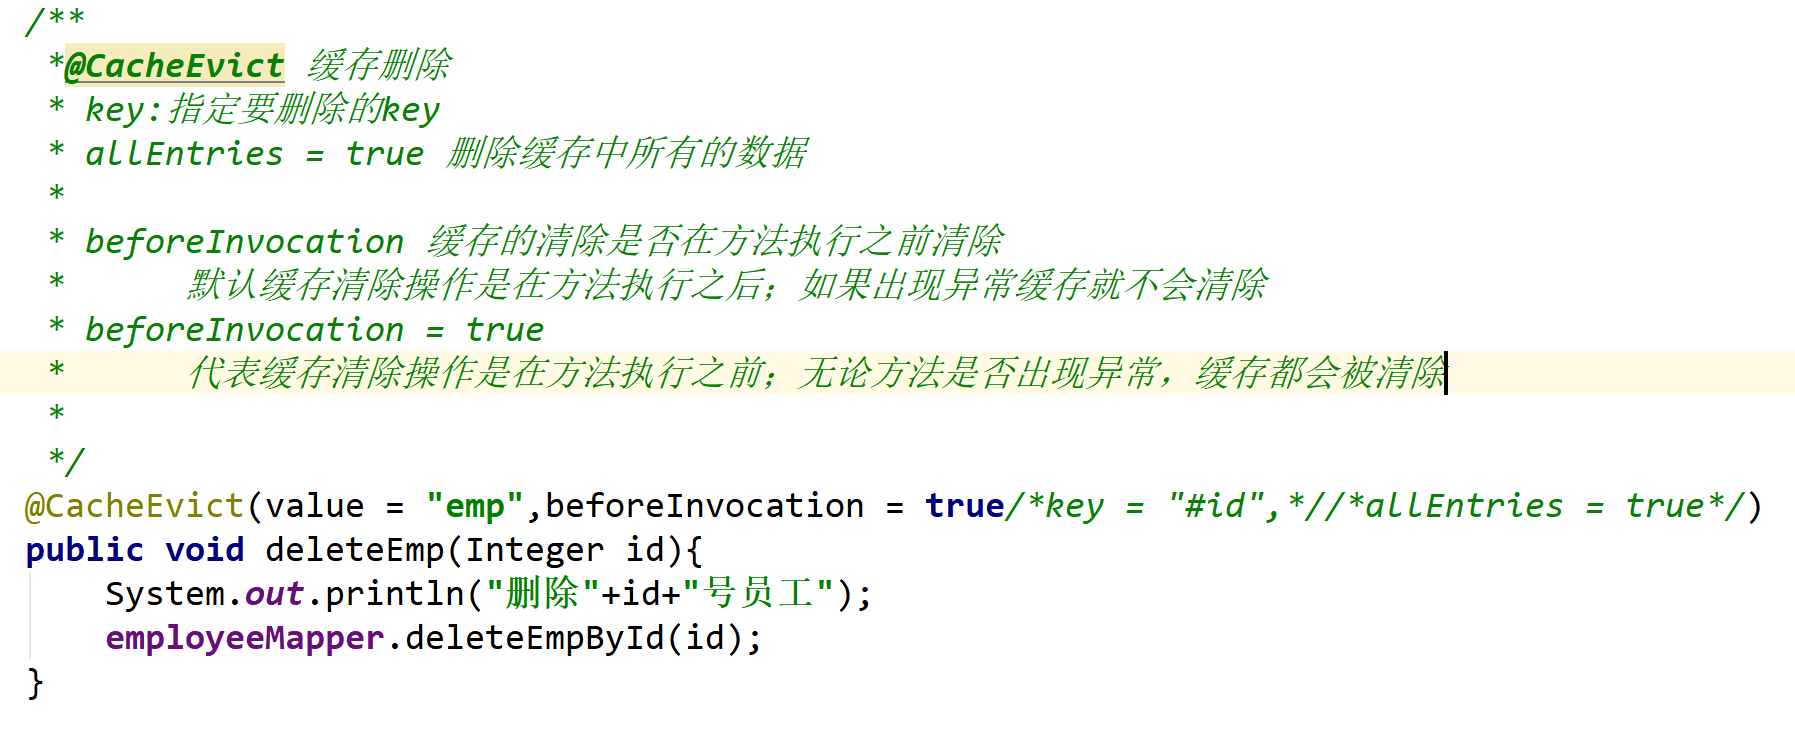 /**
 *@CacheEvict 缓存删除
 * key:指定要删除的key
 * allEntries = true 删除缓存中所有的数据
 *
 * beforeInvocation 缓存的清除是否在方法执行之前清除
 *     默认缓存清除操作是在方法执行之后; 如果出现异常缓存就不会清除
 * beforeInvocation = true
 *     代表缓存清除操作是在方法执行之前; 无论方法是否出现异常，缓存都会被清除
 *
 */
@CacheEvict(value = "emp",beforeInvocation = true/*key = "#id",*//*allEntries = true*/)
public void deleteEmp(Integer id){
    System.out.println("删除"+id+"号员工");
    employeeMapper.deleteEmpById(id);
}